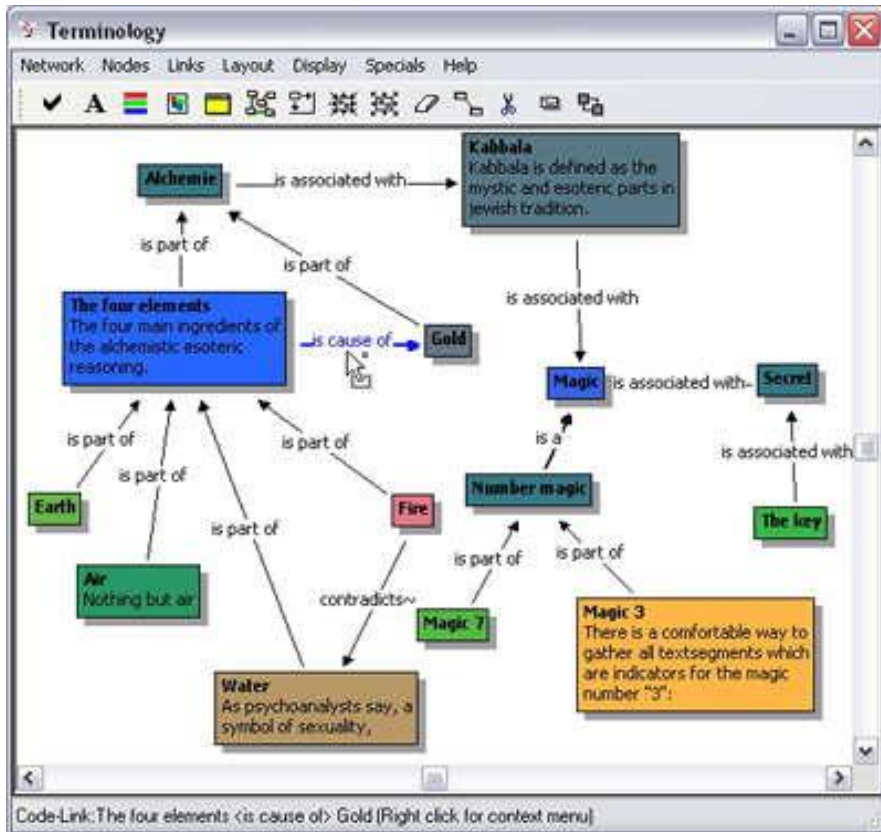 Terminology
Network Nodes Links Layout Display Specials Help
Kabbala
Kabbala is defined as the
mystic and esoteric parts in
jewish tradition.
Alchemie
is associated with
is part of
is part of
is associated with
The four elements
The four main ingredients of
the alchemistic esoteric
reasoning.
is cause of
Gold
Magic
is associated with~
Secret
is part of
is part of
is part of
is a
is associated with
Earth
Fire
Number magic
The key
is part of
is part of
is part of
Air
Nothing but air
contradicts~
Magic 7
Magic 3
There is a comfortable way to
gather all textsegments which
are indicators for the magic
number "3":
Water
As psychoanalysts say, a
symbol of sexuality,
Code-Link:The four elements <is cause of> Gold (Right click for context menu)